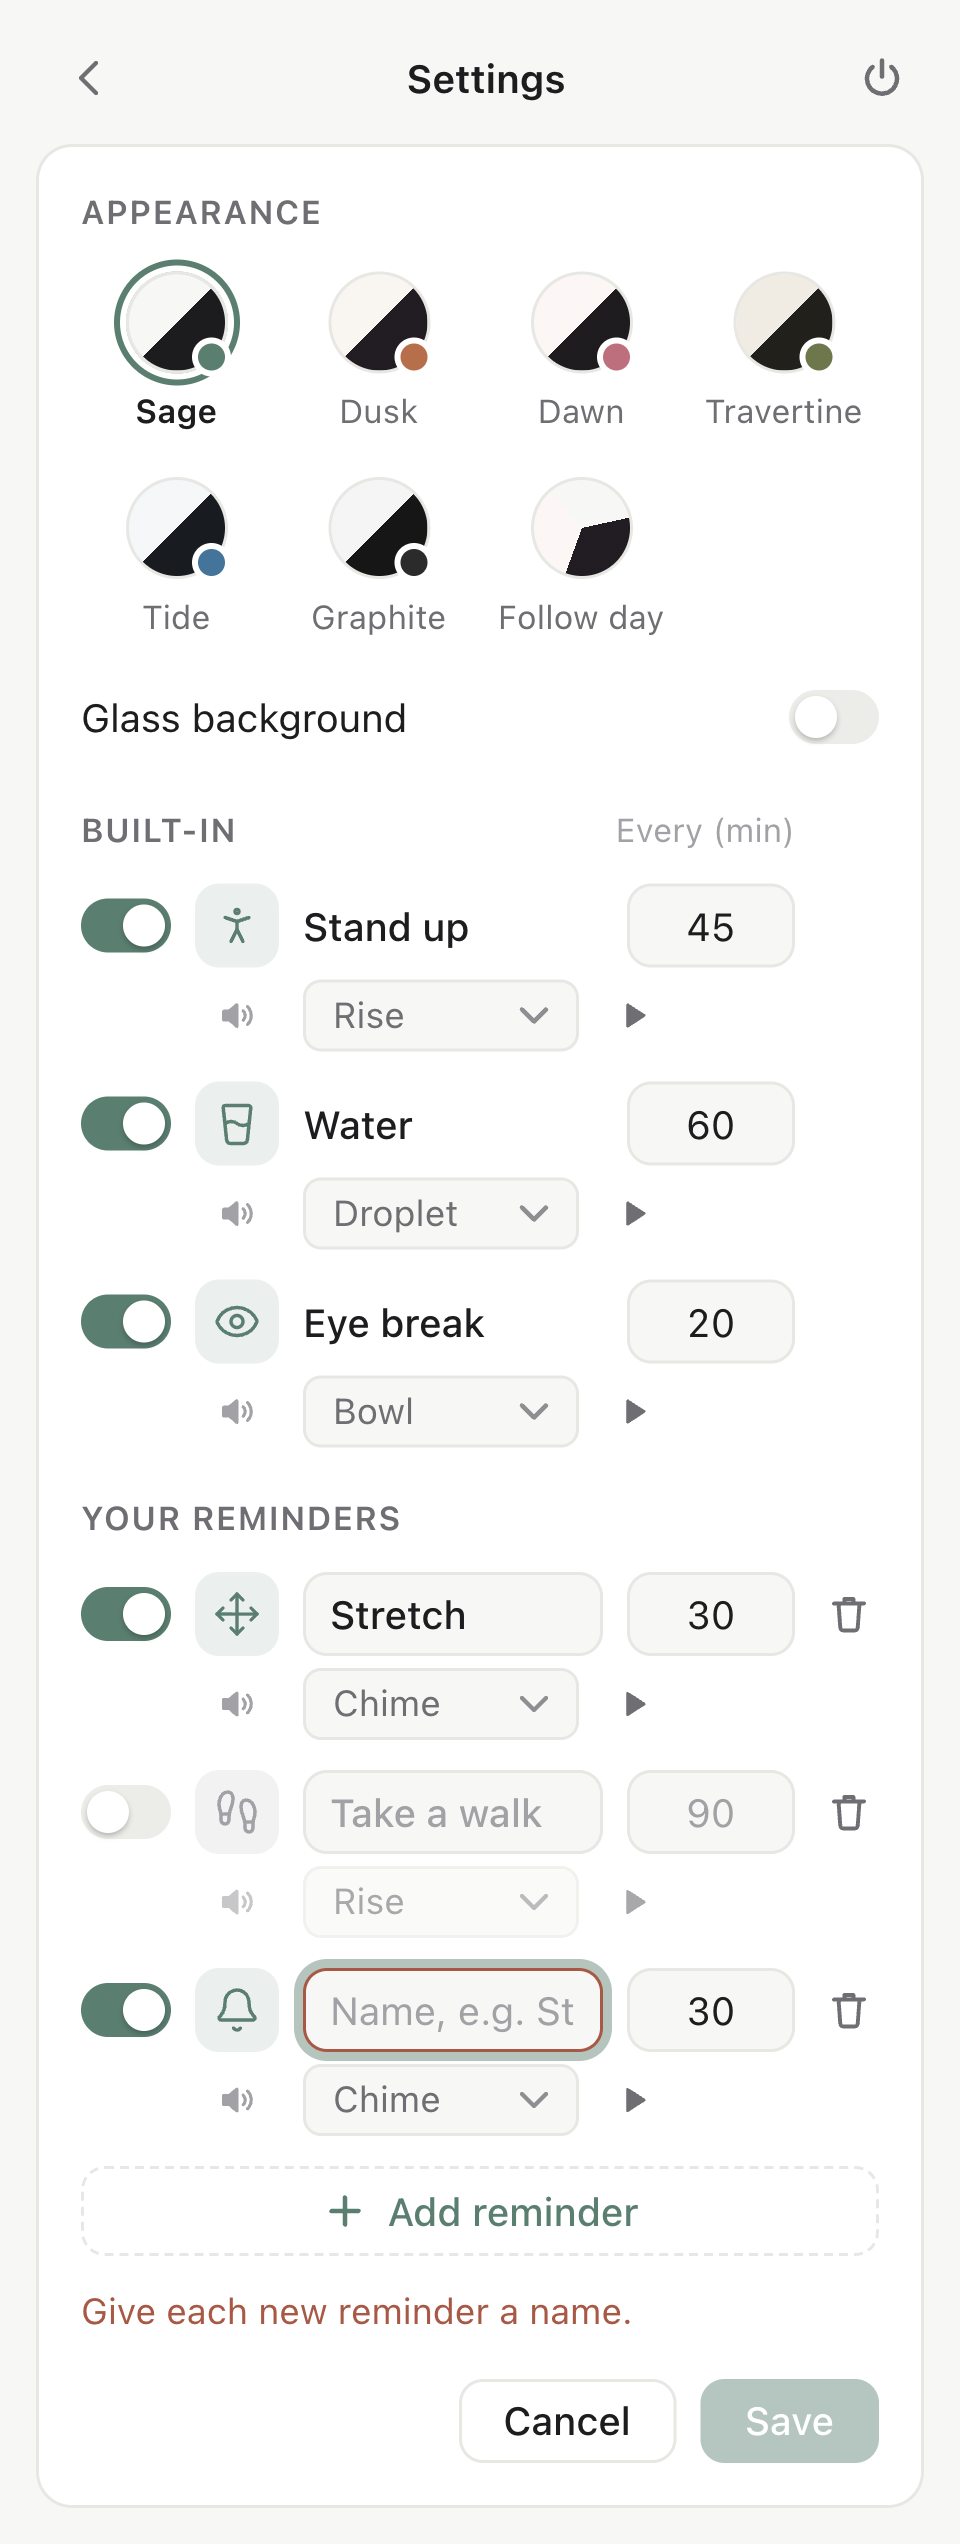 Settings
APPEARANCE
Sage
Dusk
Dawn
Travertine
Tide
Graphite
Follow day
Glass background
BUILT-IN
Every (min)
Stand up
45
Rise
Water
60
Droplet
Eye break
20
Bowl
YOUR REMINDERS
Stretch
30
Chime
Take a walk
90
Rise
Name, e.g. St
30
Chime
Add reminder
Give each new reminder a name.
Cancel
Save